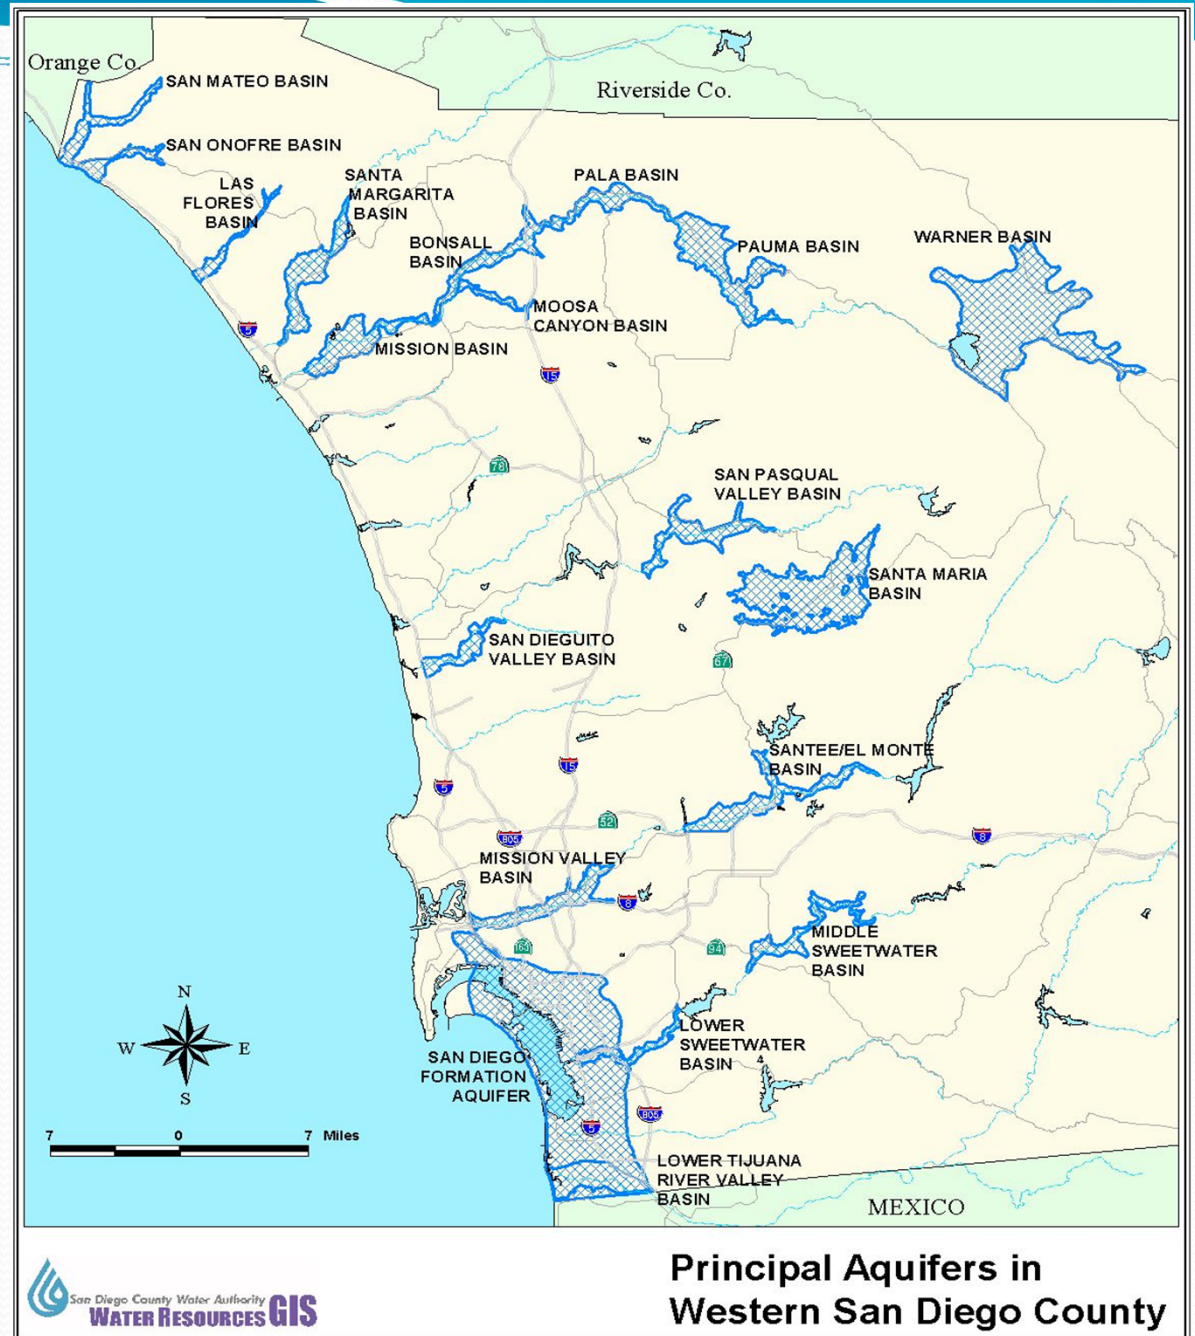 Orange Co.
Riverside Co.
SAN MATEO BASIN
SAN ONOFRE BASIN
LAS
FLORES
BASIN
SANTA
MARGARITA
BASIN
BONSALL
BASIN
PALA BASIN
PAUMA BASIN
WARNER BASIN
MOOSA
CANYON BASIN
MISSION BASIN
5
15
78
SAN PASQUAL
VALLEY BASIN
SANTA MARIA
BASIN
SAN DIEGUITO
VALLEY BASIN
67
SANTEE/EL MONTE
BASIN
15
5
52
805
8
MISSION VALLEY
BASIN
8
163
94
MIDDLE
SWEETWATER
BASIN
LOWER
SWEETWATER
BASIN
SAN DIEGO
FORMATION
AQUIFER
805
5
LOWER TIJUANA
RIVER VALLEY
BASIN
MEXICO
N
W E
S
7 0 7 Miles
San Diego County Water Authority
WATER RESOURCES GIS
Principal Aquifers in
Western San Diego County